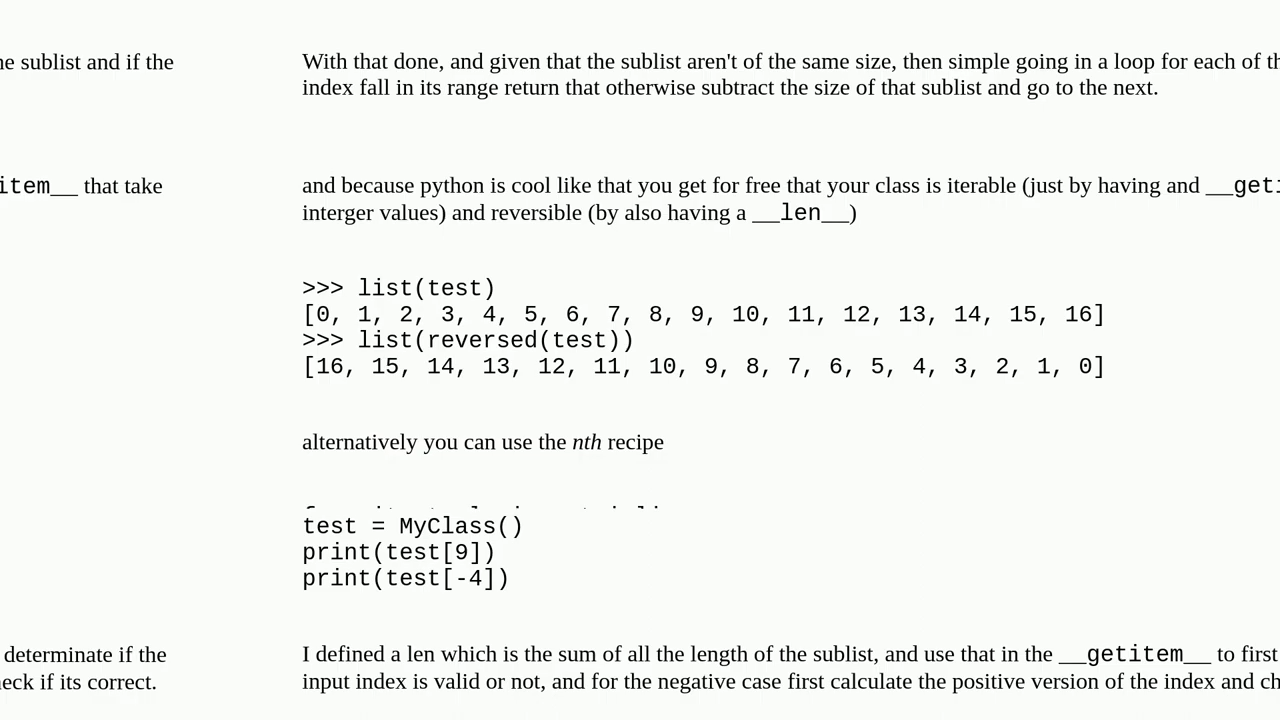 ne sublist and if the
With that done, and given that the sublist aren't of the same size, then simple going in a loop for each of th
index fall in its range return that otherwise subtract the size of that sublist and go to the next.
item__ that take
and because python is cool like that you get for free that your class is iterable (just by having and __geti
interger values) and reversible (by also having a __len__)
>>> list(test)
[0, 1, 2, 3, 4, 5, 6, 7, 8, 9, 10, 11, 12, 13, 14, 15, 16]
>>> list(reversed(test))
[16, 15, 14, 13, 12, 11, 10, 9, 8, 7, 6, 5, 4, 3, 2, 1, 0]
alternatively you can use the nth recipe
test = MyClass()
print(test[9])
print(test[-4])
determinate if the
I defined a len which is the sum of all the length of the sublist, and use that in the __getitem__ to first
eck if its correct.
input index is valid or not, and for the negative case first calculate the positive version of the index and ch